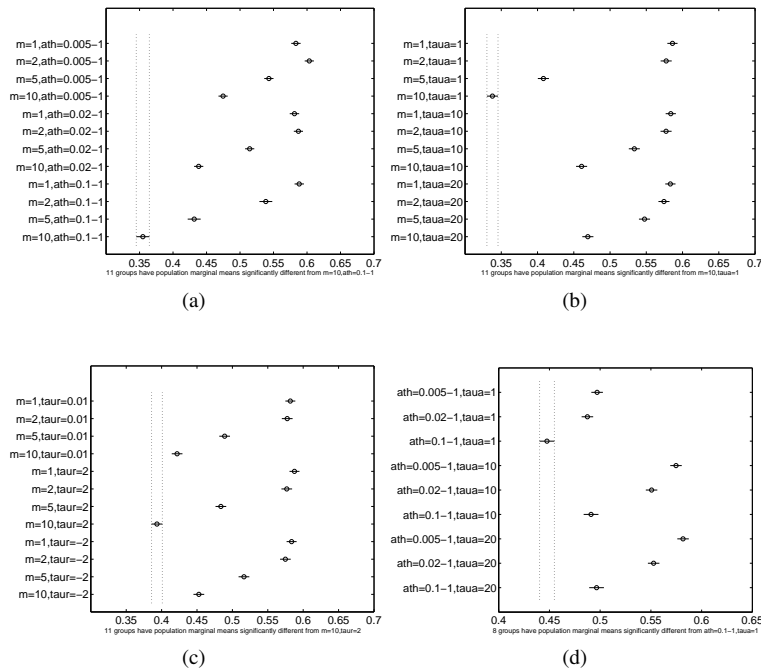 m=1,ath=0.005−1
m=2,ath=0.005−1
m=5,ath=0.005−1
m=10,ath=0.005−1
m=1,ath=0.02−1
m=2,ath=0.02−1
m=5,ath=0.02−1
m=10,ath=0.02−1
m=1,ath=0.1−1
m=2,ath=0.1−1
m=5,ath=0.1−1
m=10,ath=0.1−1
0.35 0.4 0.45 0.5 0.55 0.6 0.65 0.7
11 groups have population marginal means significantly different from m=10,ath=0.1−1
(a)
m=1,taua=1
m=2,taua=1
m=5,taua=1
m=10,taua=1
m=1,taua=10
m=2,taua=10
m=5,taua=10
m=10,taua=10
m=1,taua=20
m=2,taua=20
m=5,taua=20
m=10,taua=20
0.35 0.4 0.45 0.5 0.55 0.6 0.65 0.7
11 groups have population marginal means significantly different from m=10,taua=1
(b)
m=1,taur=0.01
m=2,taur=0.01
m=5,taur=0.01
m=10,taur=0.01
m=1,taur=2
m=2,taur=2
m=5,taur=2
m=10,taur=2
m=1,taur=−2
m=2,taur=−2
m=5,taur=−2
m=10,taur=−2
0.35 0.4 0.45 0.5 0.55 0.6 0.65 0.7
11 groups have population marginal means significantly different from m=10,taur=2
(c)
ath=0.005−1,taua=1
ath=0.02−1,taua=1
ath=0.1−1,taua=1
ath=0.005−1,taua=10
ath=0.02−1,taua=10
ath=0.1−1,taua=10
ath=0.005−1,taua=20
ath=0.02−1,taua=20
ath=0.1−1,taua=20
0.4 0.45 0.5 0.55 0.6 0.65
8 groups have population marginal means significantly different from ath=0.1−1,taua=1
(d)